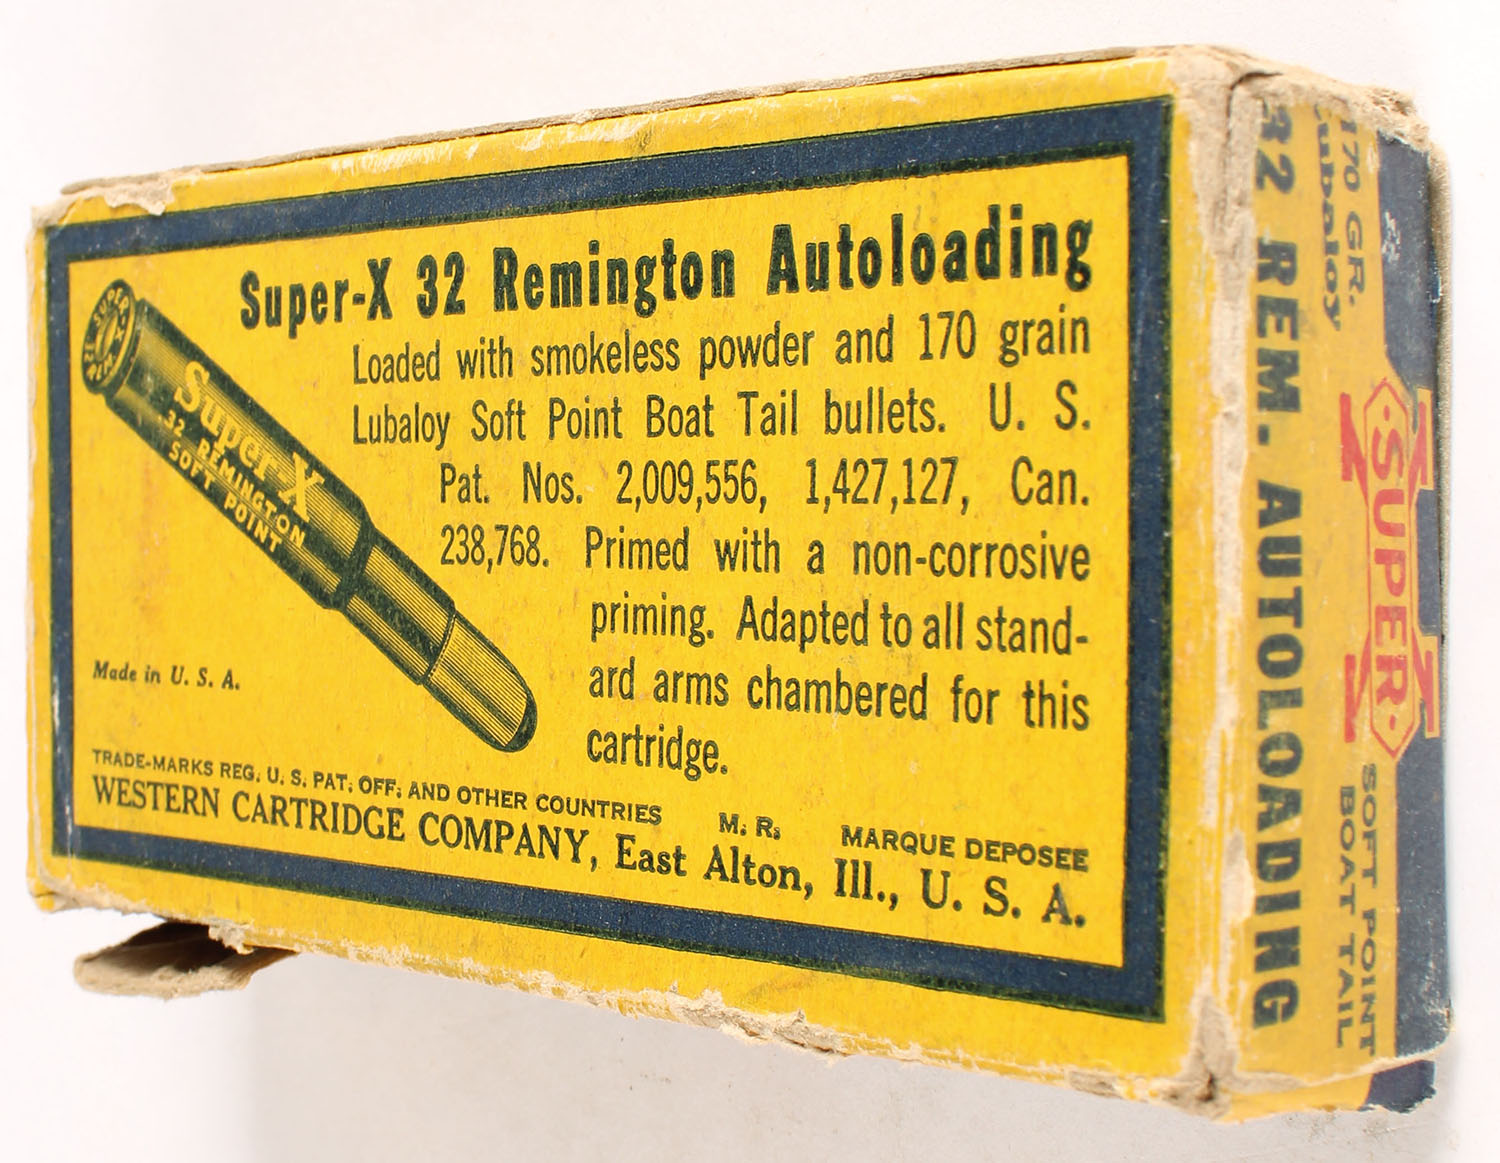 Super-X 32 Remington Autoloading
Loaded with smokeless powder and 170 grain
Lubaloy Soft Point Boat Tail bullets. U. S.
Pat. Nos. 2,009,556, 1,427,127, Can.
238,768. Primed with a non-corrosive
priming. Adapted to all stand-
ard arms chambered for this
cartridge.
SUPER-X
Super-X
32 REMINGTON
SOFT POINT
Made in U. S. A.
TRADE-MARKS REG. U. S. PAT. OFF. AND OTHER COUNTRIES M. R. MARQUE DEPOSEE
WESTERN CARTRIDGE COMPANY, East Alton, Ill., U. S. A.
32 REM. AUTOLOADING
170 GR.
Lubaloy
SUPER
X
SOFT POINT
BOAT TAIL